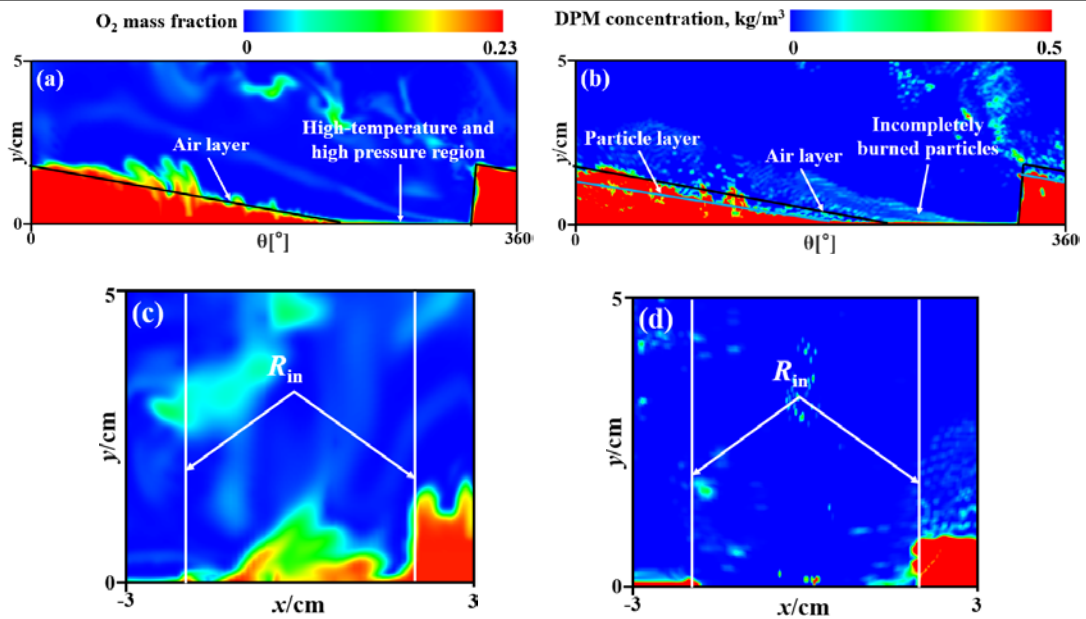 O₂ mass fraction
0
0.23
DPM concentration, kg/m³
0
0.5
5
(a)
Air layer
High-temperature and
high pressure region
y/cm
0
0
θ[°]
360
5
(b)
Particle layer
Air layer
Incompletely
burned particles
y/cm
0
0
θ[°]
360
5
(c)
R_in
y/cm
0
-3
x/cm
3
5
(d)
R_in
y/cm
0
-3
x/cm
3